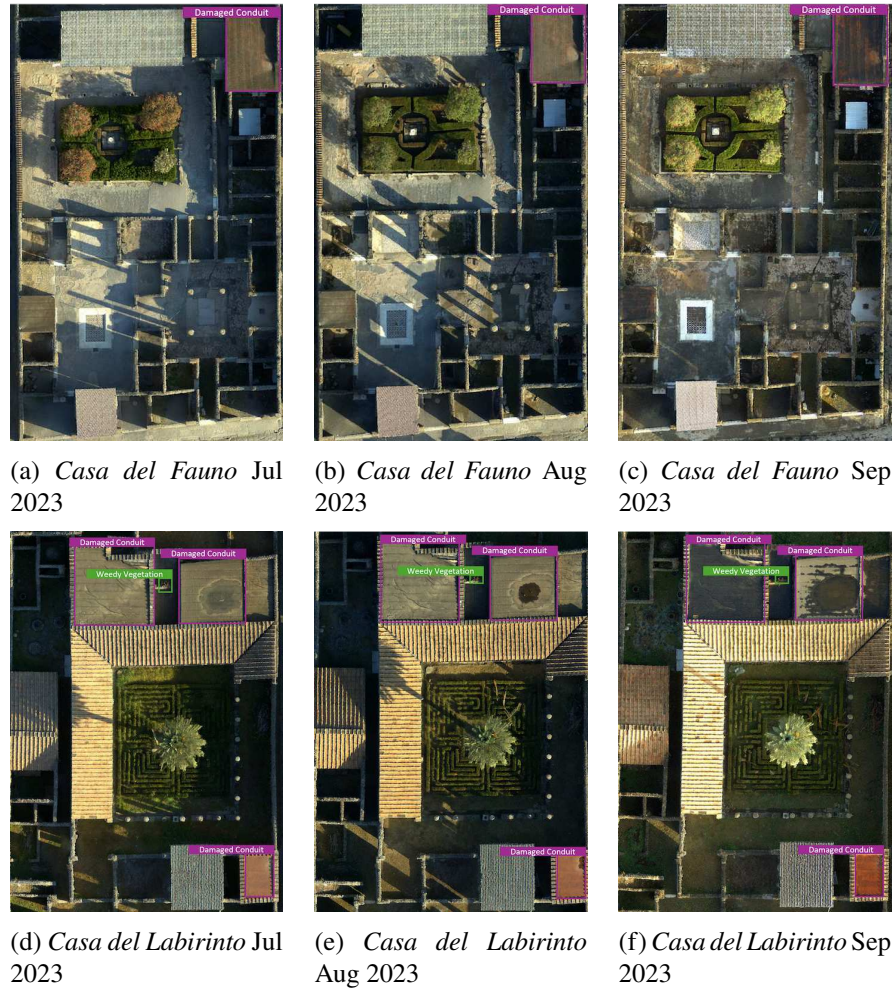 Damaged Conduit
Damaged Conduit
Damaged Conduit
(a) Casa del Fauno Jul
2023
(b) Casa del Fauno Aug
2023
(c) Casa del Fauno Sep
2023
Damaged Conduit
Damaged Conduit
Weedy Vegetation
Damaged Conduit
Damaged Conduit
Damaged Conduit
Weedy Vegetation
Damaged Conduit
Damaged Conduit
Damaged Conduit
Weedy Vegetation
Damaged Conduit
(d) Casa del Labirinto Jul
2023
(e) Casa del Labirinto
Aug 2023
(f) Casa del Labirinto Sep
2023